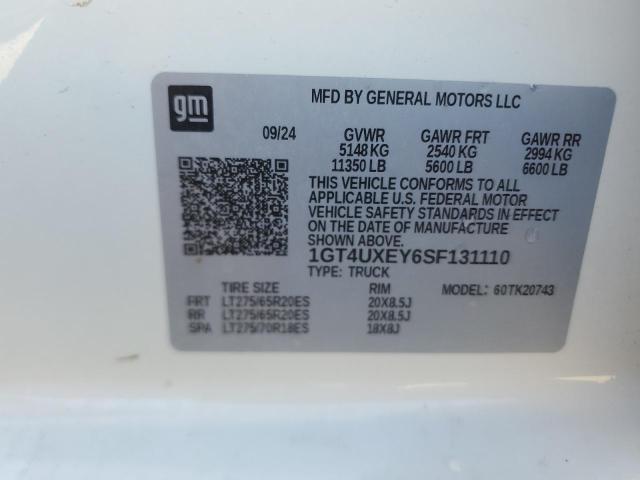 gm
MFD BY GENERAL MOTORS LLC
09/24 GVWR GAWR FRT GAWR RR
5148 KG 2540 KG 2994 KG
11350 LB 5600 LB 6600 LB
THIS VEHICLE CONFORMS TO ALL
APPLICABLE U.S. FEDERAL MOTOR
VEHICLE SAFETY STANDARDS IN EFFECT
ON THE DATE OF MANUFACTURE
SHOWN ABOVE.
1GT4UXEY6SF131110
TYPE: TRUCK
TIRE SIZE RIM MODEL: 60TK20743
FRT LT275/65R20ES 20X8.5J
RR LT275/65R20ES 20X8.5J
SPA LT275/70R18ES 18X8J